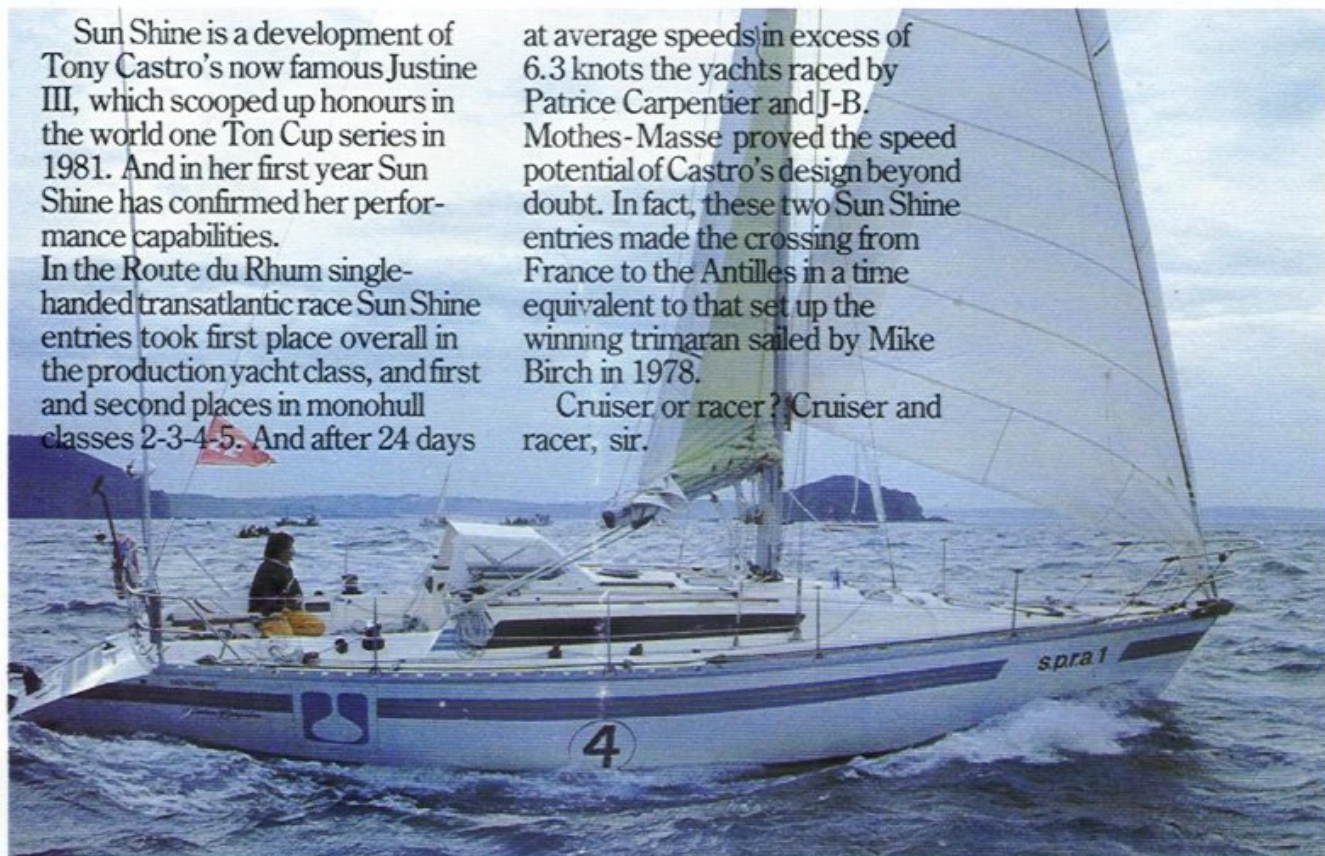 Sun Shine is a development of
Tony Castro's now famous Justine
III, which scooped up honours in
the world one Ton Cup series in
1981. And in her first year Sun
Shine has confirmed her perfor-
mance capabilities.
In the Route du Rhum single-
handed transatlantic race Sun Shine
entries took first place overall in
the production yacht class, and first
and second places in monohull
classes 2-3-4-5. And after 24 days
at average speeds in excess of
6.3 knots the yachts raced by
Patrice Carpentier and J-B.
Mothes-Masse proved the speed
potential of Castro's design beyond
doubt. In fact, these two Sun Shine
entries made the crossing from
France to the Antilles in a time
equivalent to that set up the
winning trimaran sailed by Mike
Birch in 1978.
Cruiser or racer? Cruiser and
racer, sir.
s.p.r.a. 1
4